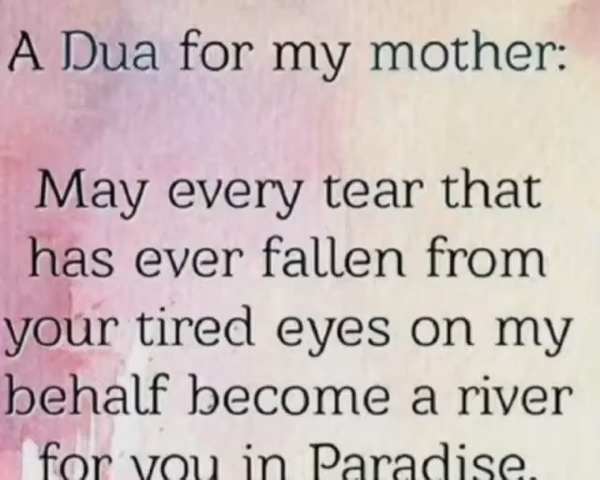 A Dua for my mother:
May every tear that
has ever fallen from
your tired eyes on my
behalf become a river
for you in Paradise.